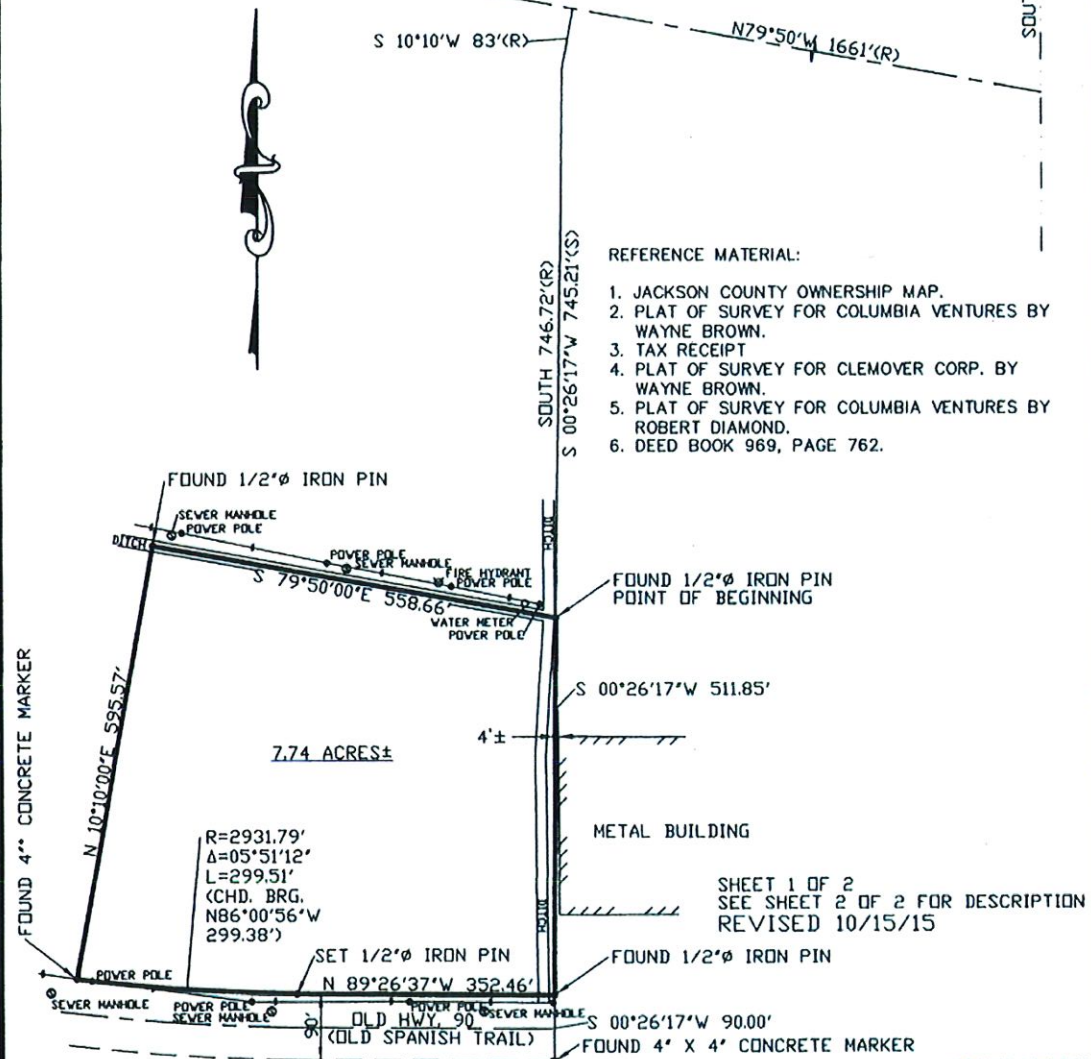 SOU
S 10°10'W 83'(R)
N79°50'W 1661'(R)
SOUTH 746.72'(R)
S 00°26'17"W 745.21'(S)
REFERENCE MATERIAL:
1. JACKSON COUNTY OWNERSHIP MAP.
2. PLAT OF SURVEY FOR COLUMBIA VENTURES BY
WAYNE BROWN.
3. TAX RECEIPT
4. PLAT OF SURVEY FOR CLEMOVER CORP. BY
WAYNE BROWN.
5. PLAT OF SURVEY FOR COLUMBIA VENTURES BY
ROBERT DIAMOND.
6. DEED BOOK 969, PAGE 762.
FOUND 1/2"ø IRON PIN
SEWER MANHOLE
POWER POLE
DITCH
DITCH
POWER POLE
SEWER MANHOLE
FIRE HYDRANT
POWER POLE
S 79°50'00"E 558.66'
WATER METER
POWER POLE
FOUND 1/2"ø IRON PIN
POINT OF BEGINNING
FOUND 4"" CONCRETE MARKER
N 10°10'00"E 595.57'
S 00°26'17"W 511.85'
4'±
7.74 ACRES±
METAL BUILDING
R=2931.79'
Δ=05°51'12"
L=299.51'
(CHD. BRG.
N86°00'56"W
299.38')
SHEET 1 OF 2
SEE SHEET 2 OF 2 FOR DESCRIPTION
REVISED 10/15/15
DITCH
SET 1/2"ø IRON PIN
FOUND 1/2"ø IRON PIN
POWER POLE
N 89°26'37"W 352.46'
SEWER MANHOLE
POWER POLE
SEWER MANHOLE
POWER POLE
SEWER MANHOLE
90'
OLD HWY. 90
(OLD SPANISH TRAIL)
S 00°26'17"W 90.00'
FOUND 4" X 4" CONCRETE MARKER